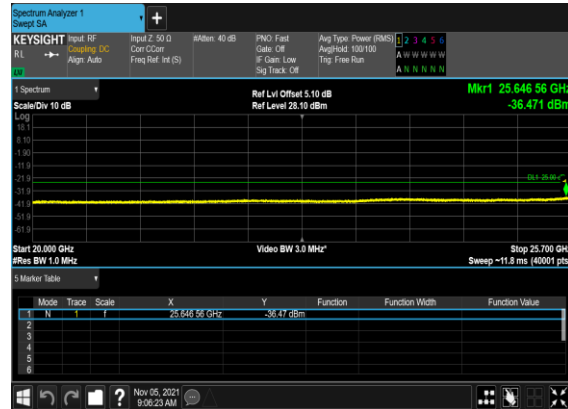 Spectrum Analyzer 1
Swept SA
+
KEYSIGHT Input: RF Input Z: 50 Ω #Atten: 40 dB PNO: Fast Avg Type: Power (RMS) 1 2 3 4 5 6
RL Coupling: DC Corr CCorr Gate: Off Avg|Hold: 100/100 A W W W W W
Align: Auto Freq Ref: Int (S) IF Gain: Low Trig: Free Run
Sig Track: Off A N N N N N
1 Spectrum Ref Lvl Offset 5.10 dB Mkr1 25.646 56 GHz
Scale/Div 10 dB Ref Level 28.10 dBm -36.471 dBm
Log
18.1
8.10
-1.90
-11.9
-21.9 DL1 -25.00
-31.9
-41.9
-51.9
-61.9
Start 20.000 GHz Video BW 3.0 MHz* Stop 25.700 GHz
#Res BW 1.0 MHz Sweep ~11.8 ms (40001 pts
5 Marker Table
Mode Trace Scale X Y Function Function Width Function Value
1 N 1 f 25.646 56 GHz -36.47 dBm
2
3
4
5
6
? Nov 05, 2021
9:06:23 AM